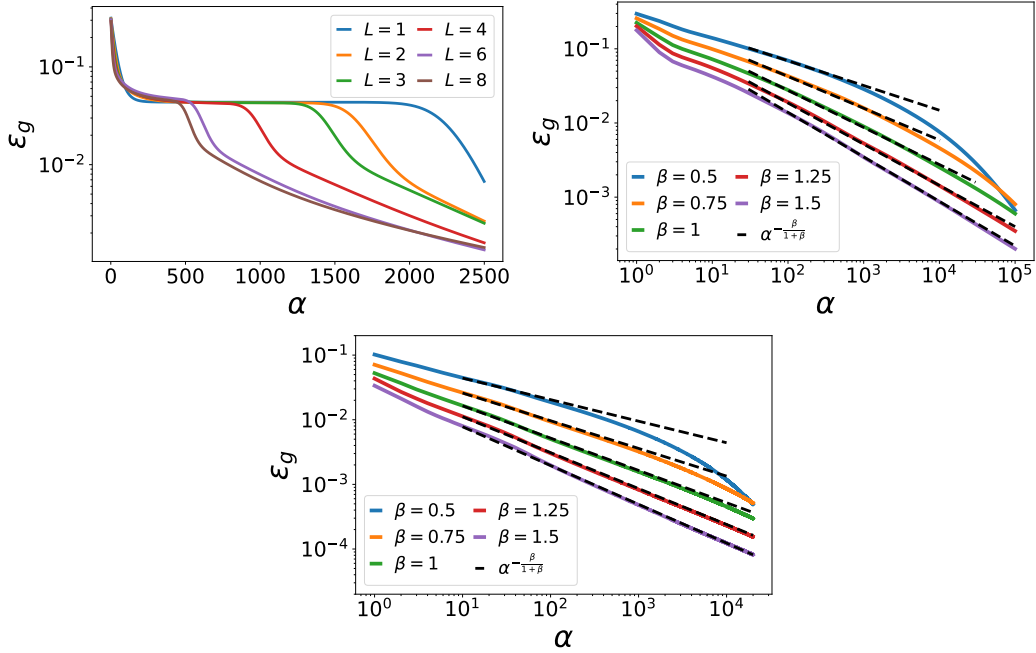 10^{-1}
10^{-2}
ε_g
0 500 1000 1500 2000 2500
α
L = 1 L = 4
L = 2 L = 6
L = 3 L = 8
10^{-1}
10^{-2}
10^{-3}
ε_g
10^0 10^1 10^2 10^3 10^4 10^5
α
β = 0.5 β = 1.25
β = 0.75 β = 1.5
β = 1 α^{-\frac{β}{1+β}}
10^{-1}
10^{-2}
10^{-3}
10^{-4}
ε_g
10^0 10^1 10^2 10^3 10^4
α
β = 0.5 β = 1.25
β = 0.75 β = 1.5
β = 1 α^{-\frac{β}{1+β}}